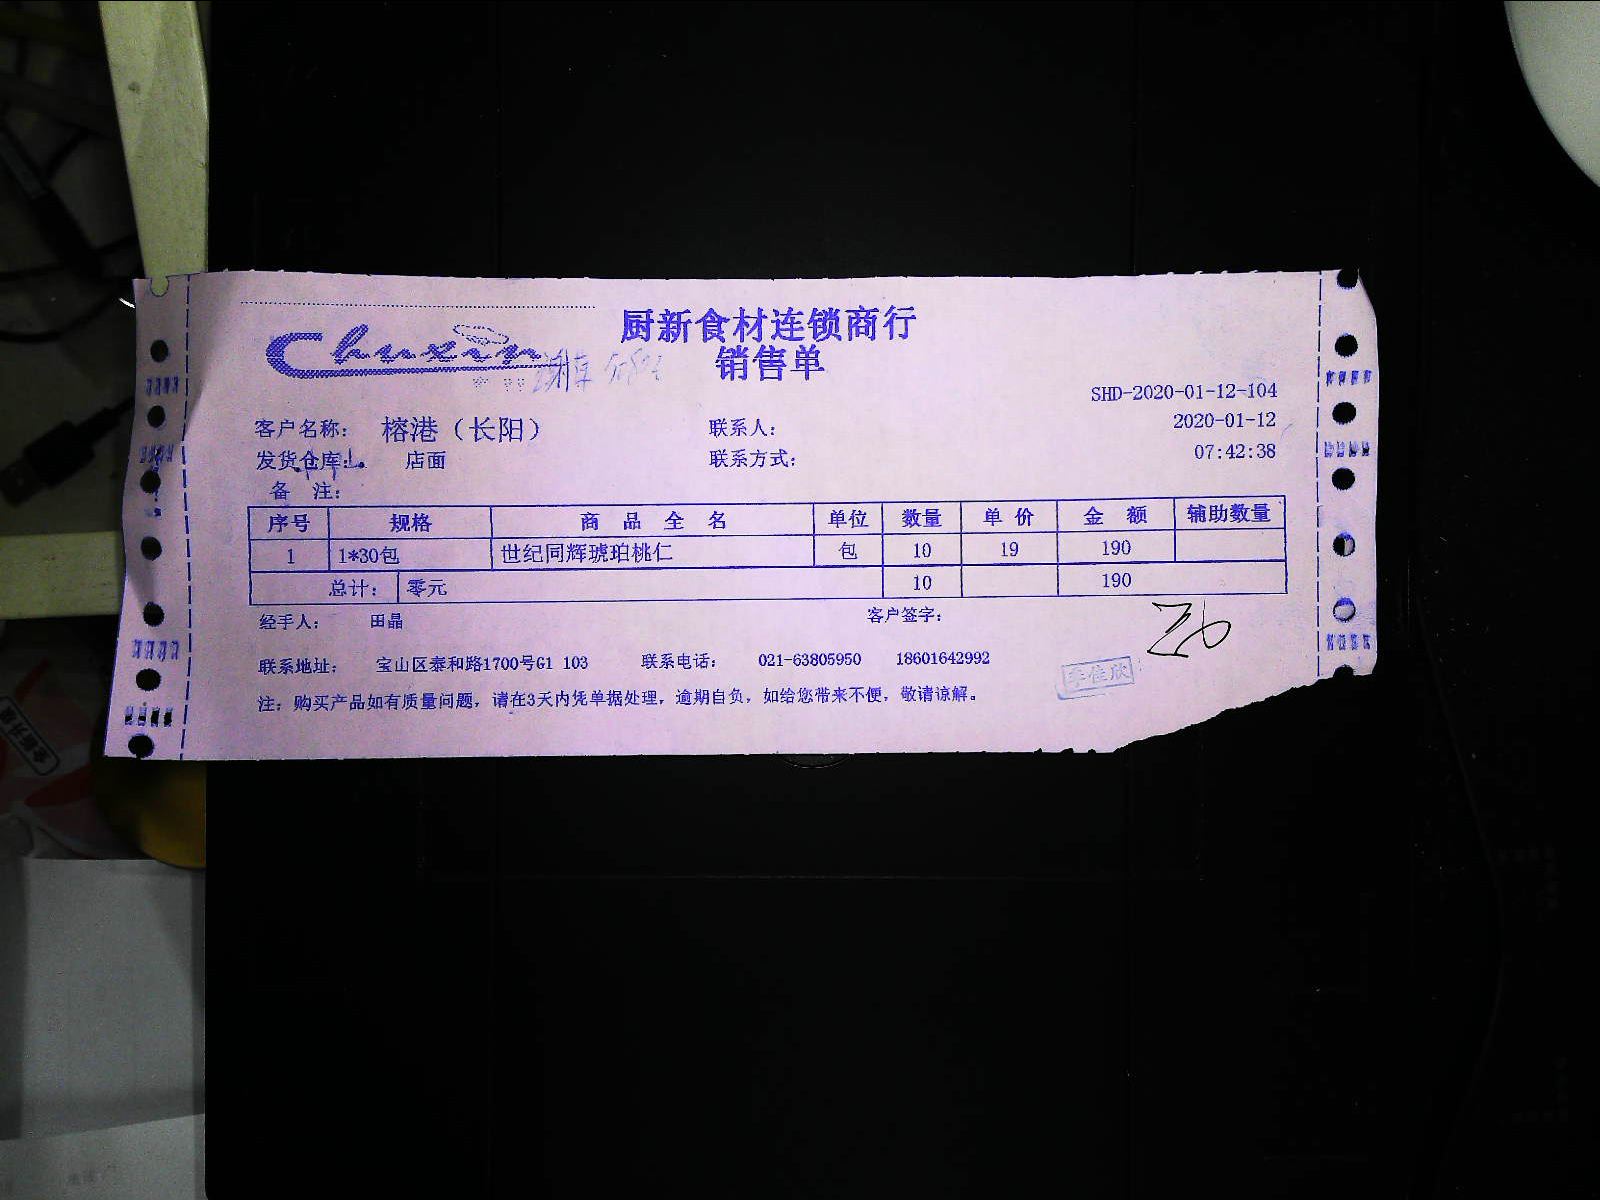 Chuxin
厨新食材连锁商行
销售单
SHD-2020-01-12-104
客户名称: 榕港（长阳） 联系人: 2020-01-12
发货仓库: 店面 联系方式: 07:42:38
备 注:
序号 规格 商 品 全 名 单位 数量 单 价 金 额 辅助数量
1 1*30包 世纪同辉琥珀桃仁 包 10 19 190
总计: 零元 10 190
经手人: 田晶 客户签字:
联系地址: 宝山区泰和路1700号G1 103 联系电话: 021-63805950 18601642992
李佳欣
注: 购买产品如有质量问题, 请在3天内凭单据处理, 逾期自负, 如给您带来不便, 敬请谅解。